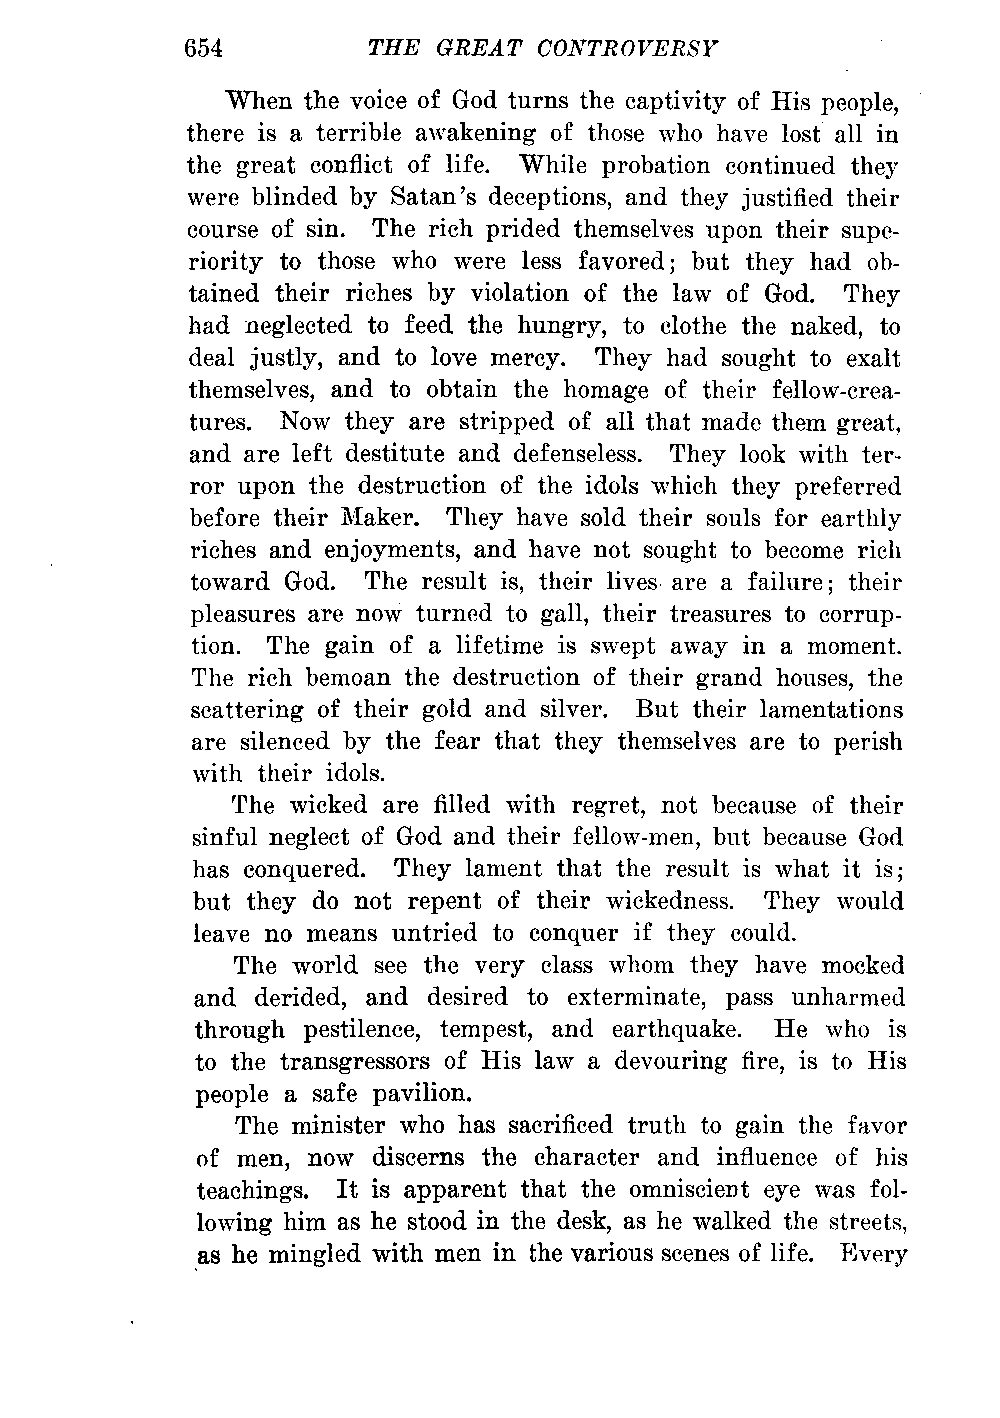 654 THE GREAT CONTROVERSY
When the voice of God turns the captivity of His people,
there is a terrible awakening of those who have lost all in
the great conflict of life. While probation continued they
were blinded by Satan's deceptions, and they justified their
course of sin. The rich prided themselves upon their supe-
riority to those who were less favored; but they had ob-
tained their riches by violation of the law of God. They
had neglected to feed the hungry, to clothe the naked, to
deal justly, and to love mercy. They had sought to exalt
themselves, and to obtain the homage of their fellow-crea-
tures. Now they are stripped of all that made them great,
and are left destitute and defenseless. They look with ter-
ror upon the destruction of the idols which they preferred
before their Maker. They have sold their souls for earthly
riches and enjoyments, and have not sought to become rich
toward God. The result is, their lives are a failure; their
pleasures are now turned to gall, their treasures to corrup-
tion. The gain of a lifetime is swept away in a moment.
The rich bemoan the destruction of their grand houses, the
scattering of their gold and silver. But their lamentations
are silenced by the fear that they themselves are to perish
with their idols.
The wicked are filled with regret, not because of their
sinful neglect of God and their fellow-men, but because God
has conquered. They lament that the result is what it is;
but they do not repent of their wickedness. They would
leave no means untried to conquer if they could.
The world see the very class whom they have mocked
and derided, and desired to exterminate, pass unharmed
through pestilence, tempest, and earthquake. He who is
to the transgressors of His law a devouring fire, is to His
people a safe pavilion.
The minister who has sacrificed truth to gain the favor
of men, now discerns the character and influence of his
teachings. It is apparent that the omniscient eye was fol-
lowing him as he stood in the desk, as he walked the streets,
as he mingled with men in the various scenes of life. Every